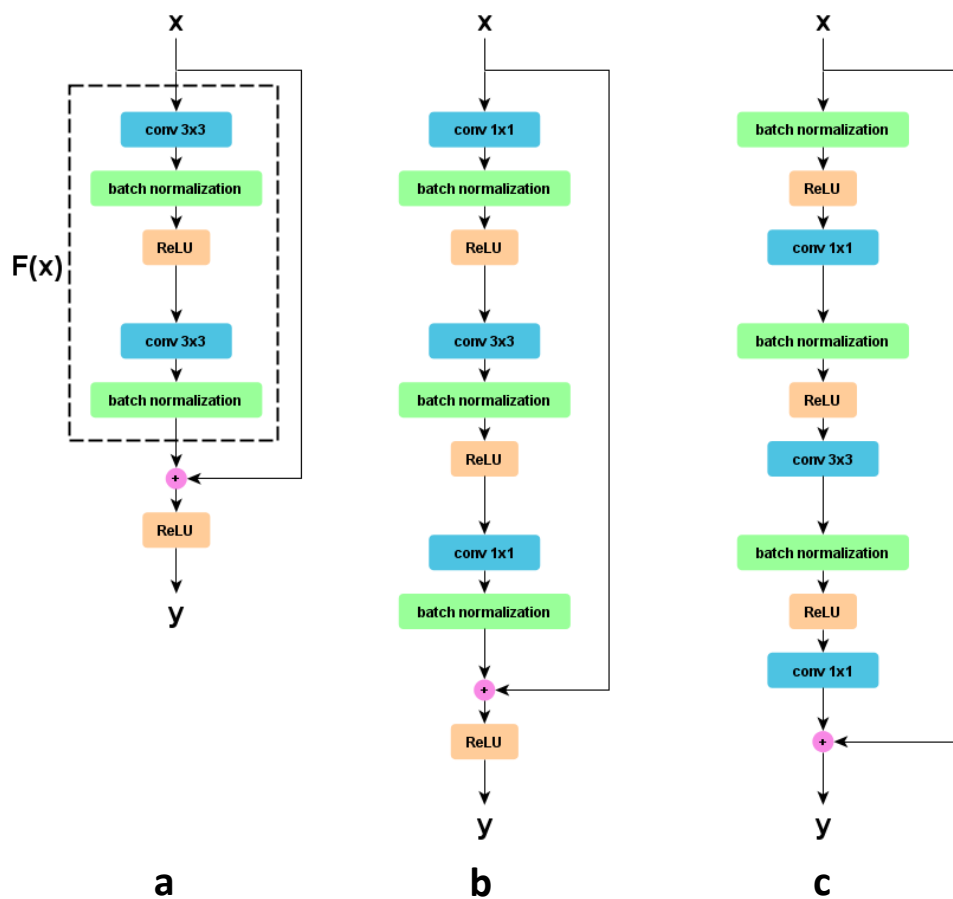 x
conv 3x3
batch normalization
ReLU
F(x)
conv 3x3
batch normalization
+
ReLU
y
a
x
conv 1x1
batch normalization
ReLU
conv 3x3
batch normalization
ReLU
conv 1x1
batch normalization
+
ReLU
y
b
x
batch normalization
ReLU
conv 1x1
batch normalization
ReLU
conv 3x3
batch normalization
ReLU
conv 1x1
+
y
c